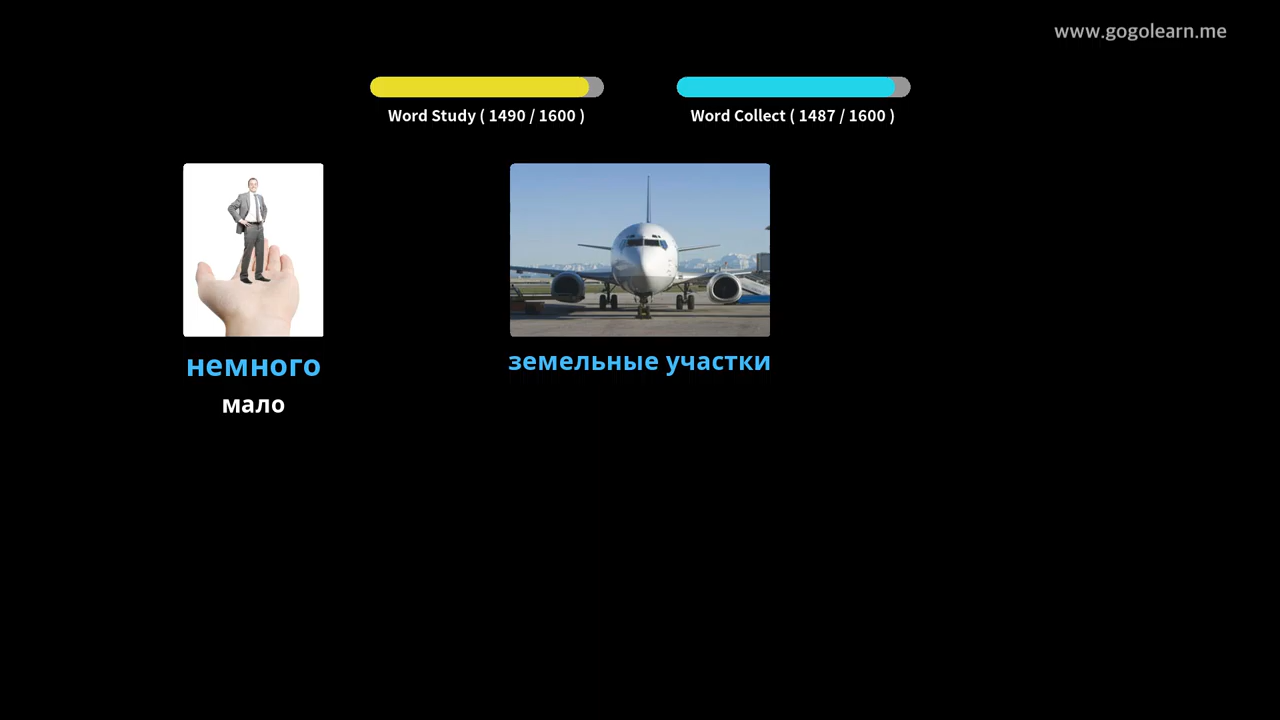 www.gogolearn.me
Word Study ( 1490 / 1600 )
Word Collect ( 1487 / 1600 )
немного
мало
земельные участки